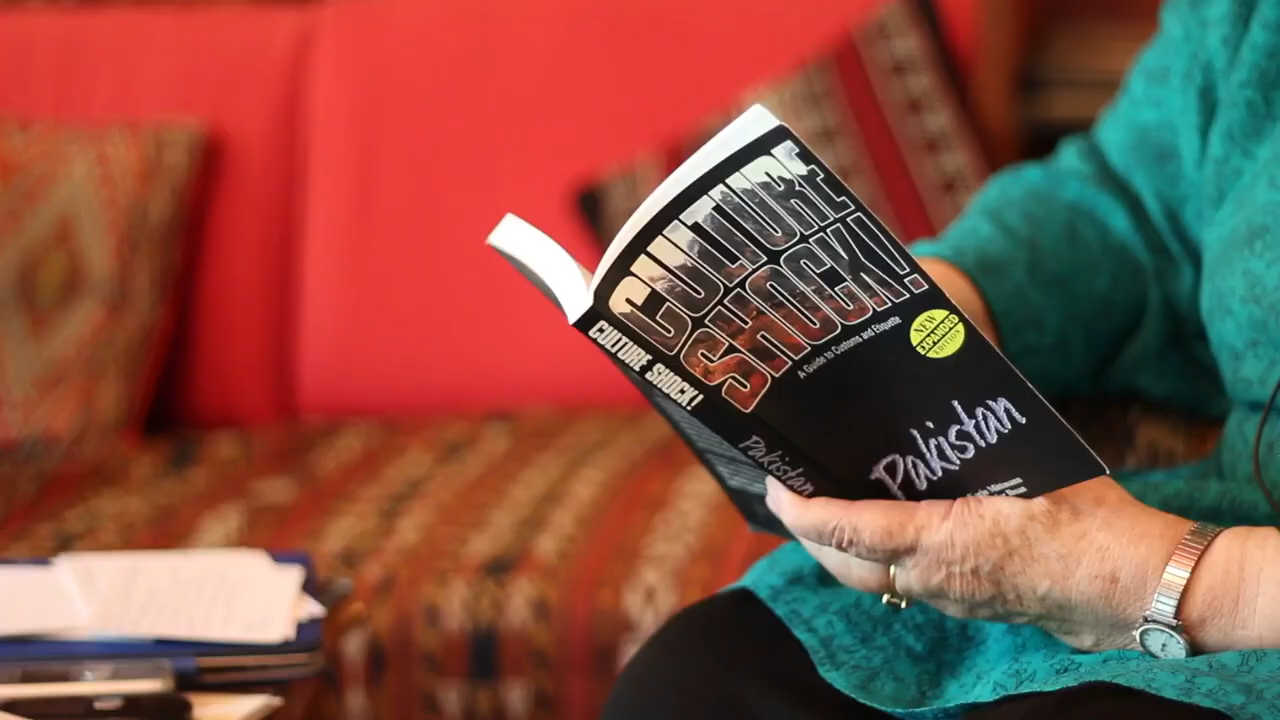 CULTURE
SHOCK!
A Guide to Customs and Etiquette
NEW
EXPANDED
EDITION
Pakistan
CULTURE SHOCK!
Pakistan